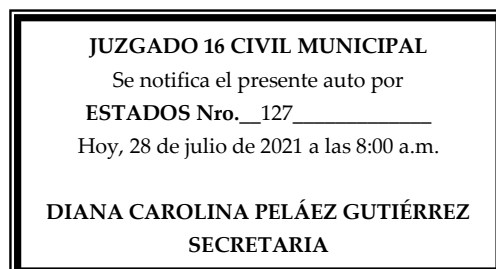 JUZGADO 16 CIVIL MUNICIPAL
Se notifica el presente auto por
ESTADOS Nro.__127_____________
Hoy, 28 de julio de 2021 a las 8:00 a.m.
DIANA CAROLINA PELÁEZ GUTIÉRREZ
SECRETARIA